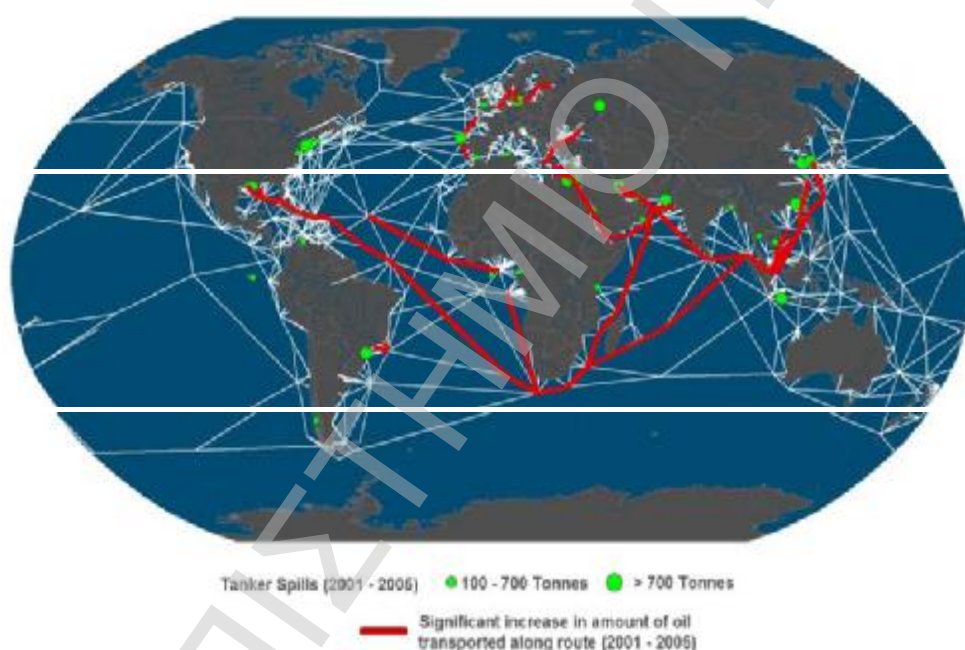 ΠΣΤΗΜΙΟ
Tanker Spills (2001 - 2005)
100 - 700 Tonnes
> 700 Tonnes
Significant increase in amount of oil
transported along route (2001 - 2005)